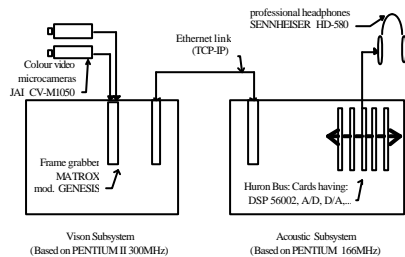 professional headphones
SENNHEISER HD-580
Ethernet link
(TCP-IP)
Colour video
microcameras
JAI CV-M1050
Frame grabber
MATROX
mod. GENESIS
Huron Bus: Cards having:
DSP 56002, A/D, D/A,...
Vison Subsystem
(Based on PENTIUM II 300MHz)
Acoustic Subsystem
(Based on PENTIUM 166MHz)